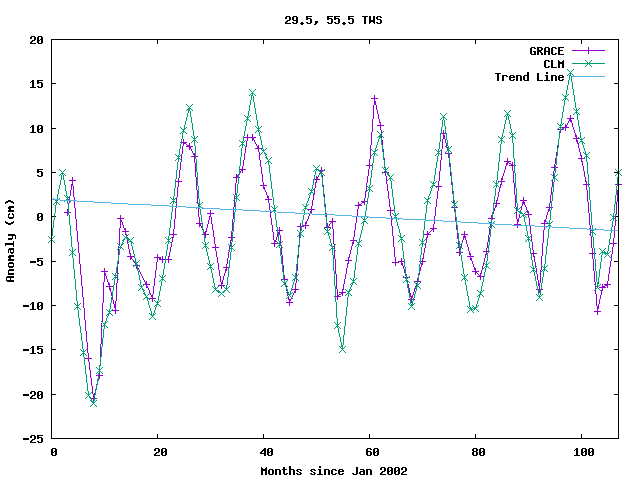 29.5, 55.5 TWS
GRACE
CLM
Trend Line
20
15
10
5
0
-5
-10
-15
-20
-25
Anomaly (cm)
0 20 40 60 80 100
Months since Jan 2002